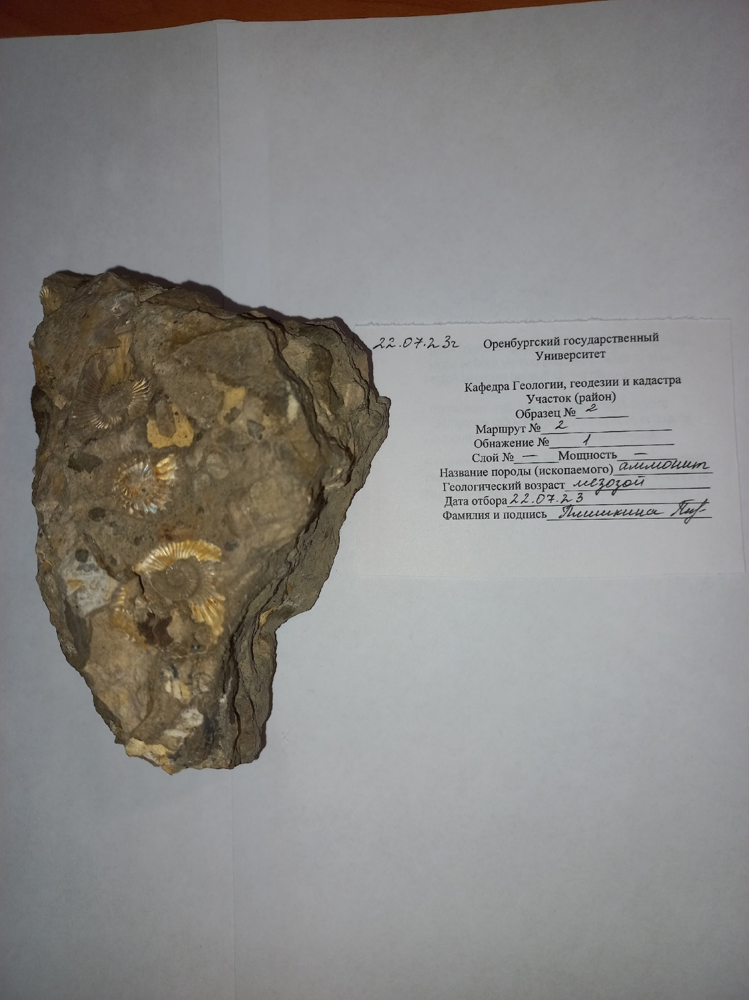 22.07.23г Оренбургский государственный
Университет
Кафедра Геологии, геодезии и кадастра
Участок (район)
Образец № 2
Маршрут № 2
Обнажение № 1
Слой № — Мощность —
Название породы (ископаемого) аммонит
Геологический возраст мезозой
Дата отбора 22.07.23
Фамилия и подпись